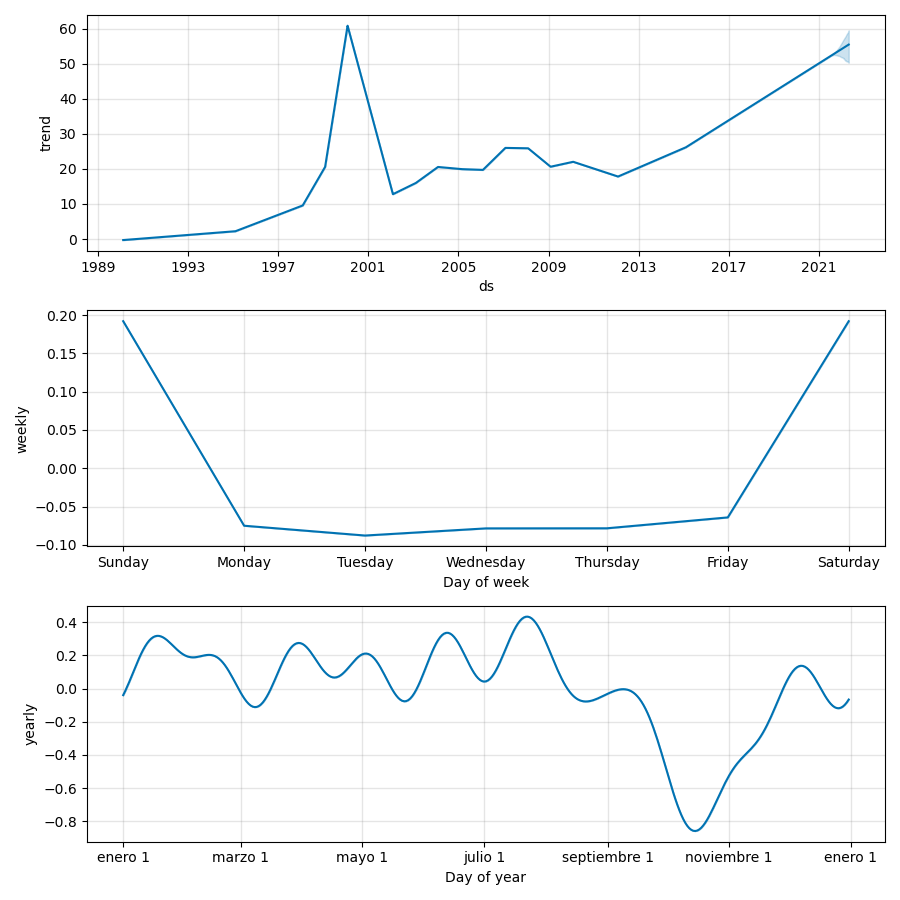 60
50
40
30
20
10
0
trend
1989 1993 1997 2001 2005 2009 2013 2017 2021
ds
0.20
0.15
0.10
0.05
0.00
−0.05
−0.10
weekly
Sunday Monday Tuesday Wednesday Thursday Friday Saturday
Day of week
0.4
0.2
0.0
−0.2
−0.4
−0.6
−0.8
yearly
enero 1 marzo 1 mayo 1 julio 1 septiembre 1 noviembre 1 enero 1
Day of year